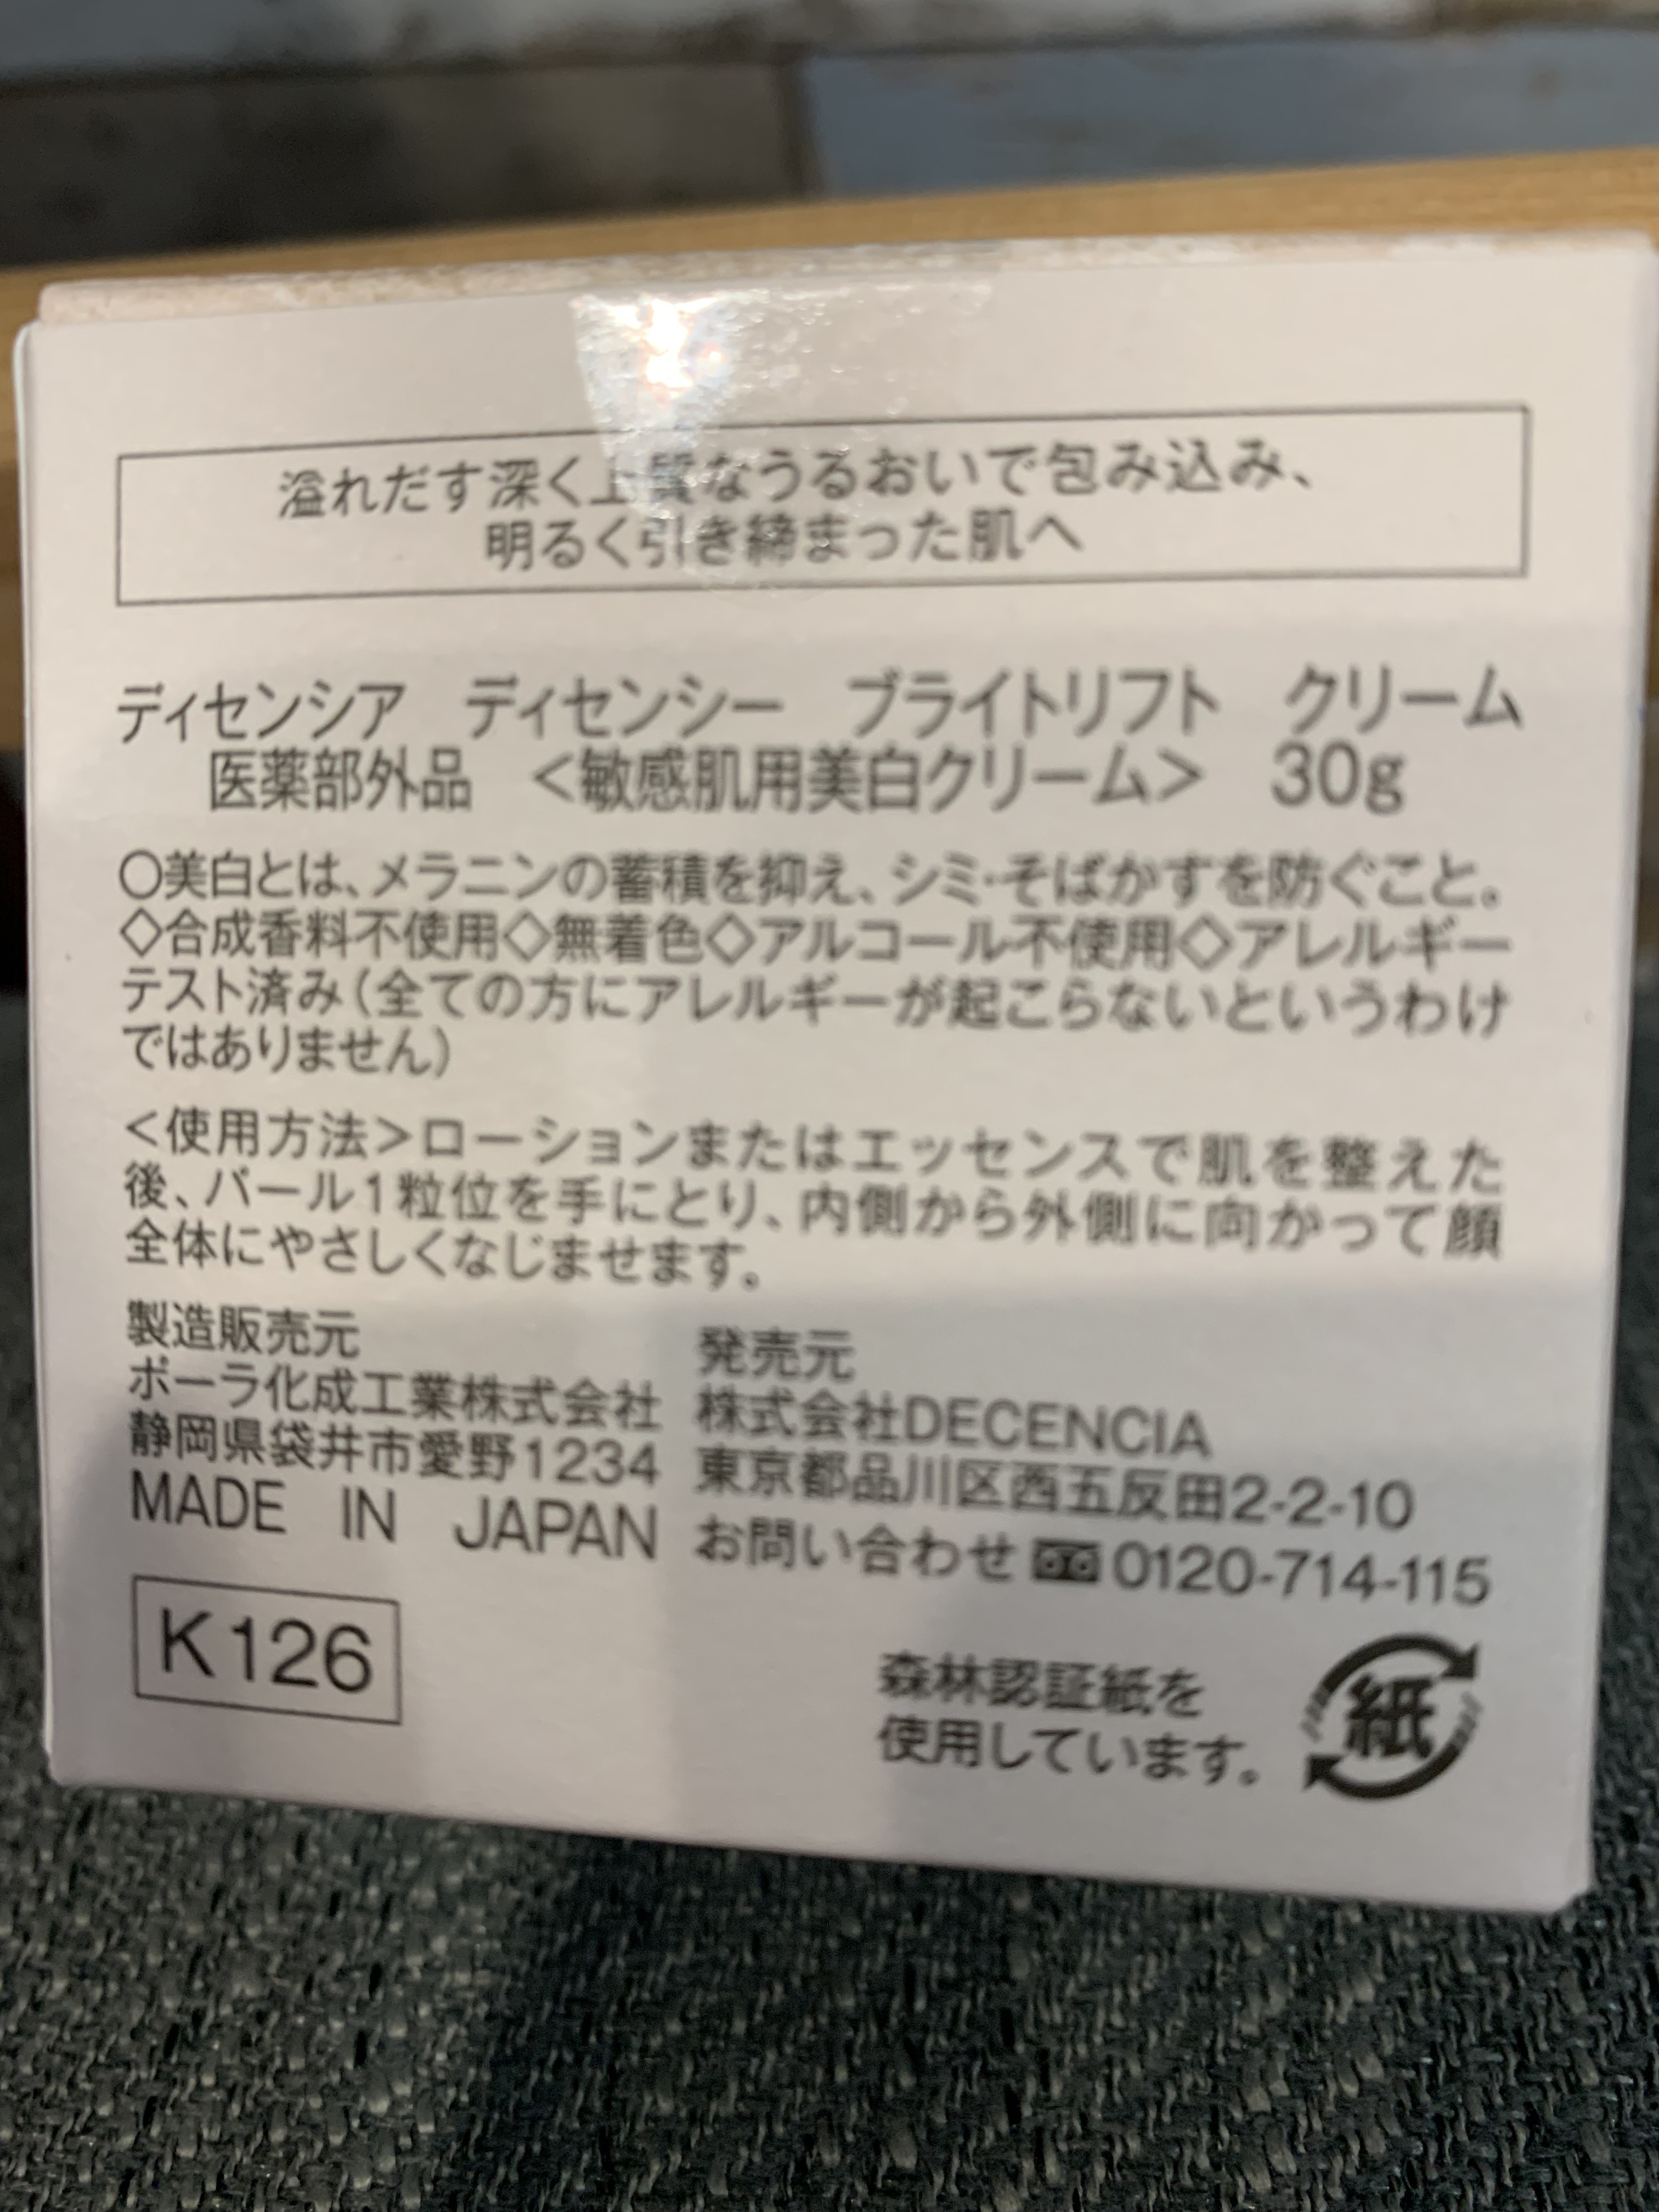 溢れだす深く上質なうるおいで包み込み、
明るく引き締まった肌へ
ディセンシア ディセンシー ブライトリフト クリーム
医薬部外品 <敏感肌用美白クリーム> 30g
○美白とは、メラニンの蓄積を抑え、シミ・そばかすを防ぐこと。
◇合成香料不使用◇無着色◇アルコール不使用◇アレルギー
テスト済み(全ての方にアレルギーが起こらないというわけ
ではありません)
<使用方法>ローションまたはエッセンスで肌を整えた
後、パール1粒位を手にとり、内側から外側に向かって顔
全体にやさしくなじませます。
製造販売元
ポーラ化成工業株式会社
静岡県袋井市愛野1234
MADE IN JAPAN
発売元
株式会社DECENCIA
東京都品川区西五反田2-2-10
お問い合わせ 0120-714-115
K126
森林認証紙を
使用しています。
紙